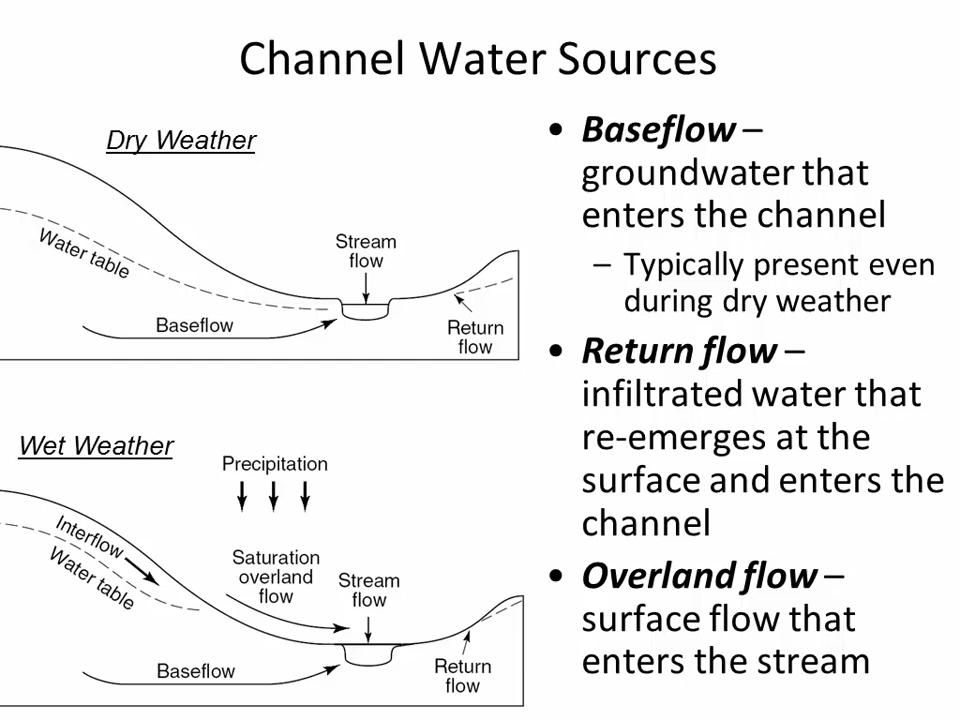 Channel Water Sources
Dry Weather
Water table
Stream
flow
Baseflow
Return
flow
Wet Weather
Precipitation
Interflow
Water table
Saturation
overland
flow
Stream
flow
Baseflow
Return
flow
• Baseflow –
groundwater that
enters the channel
– Typically present even
during dry weather
• Return flow –
infiltrated water that
re-emerges at the
surface and enters the
channel
• Overland flow –
surface flow that
enters the stream